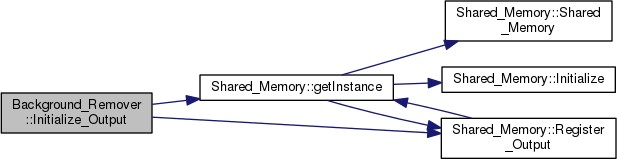 Shared_Memory::Shared
_Memory
Shared_Memory::getInstance
Shared_Memory::Initialize
Background_Remover
::Initialize_Output
Shared_Memory::Register
_Output